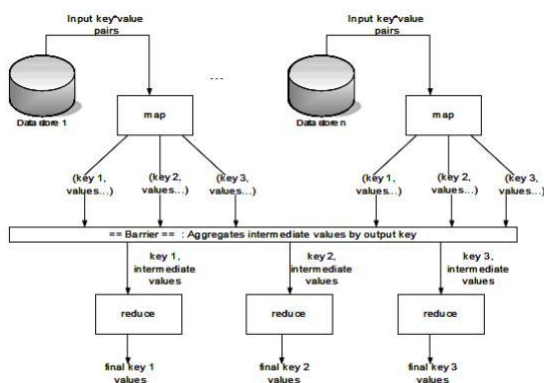 Input key*value
pairs
Input key*value
pairs
...
map
map
Data store 1
Data store n
(key 1,
values...)
(key 2,
values...)
(key 3,
values...)
(key 1,
values...)
(key 2,
values...)
(key 3,
values...)
== Barrier == : Aggregates intermediate values by output key
key 1,
intermediate
values
key 2,
intermediate
values
key 3,
intermediate
values
reduce
reduce
reduce
final key 1
values
final key 2
values
final key 3
values